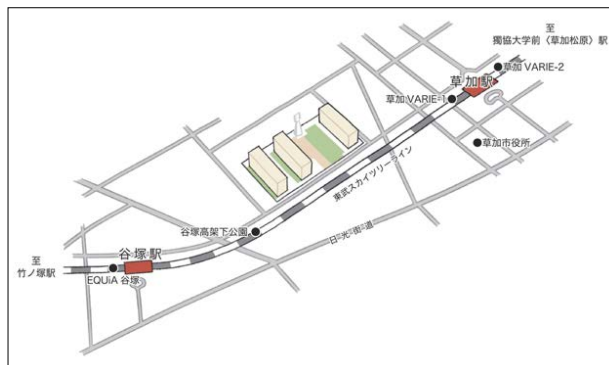 至
獨協大学前〈草加松原〉駅
草加 VARIE-2
草加駅
草加 VARIE-1
草加市役所
東武スカイツリーライン
谷塚高架下公園
日光街道
谷塚駅
至
竹ノ塚駅
EQUiA 谷塚